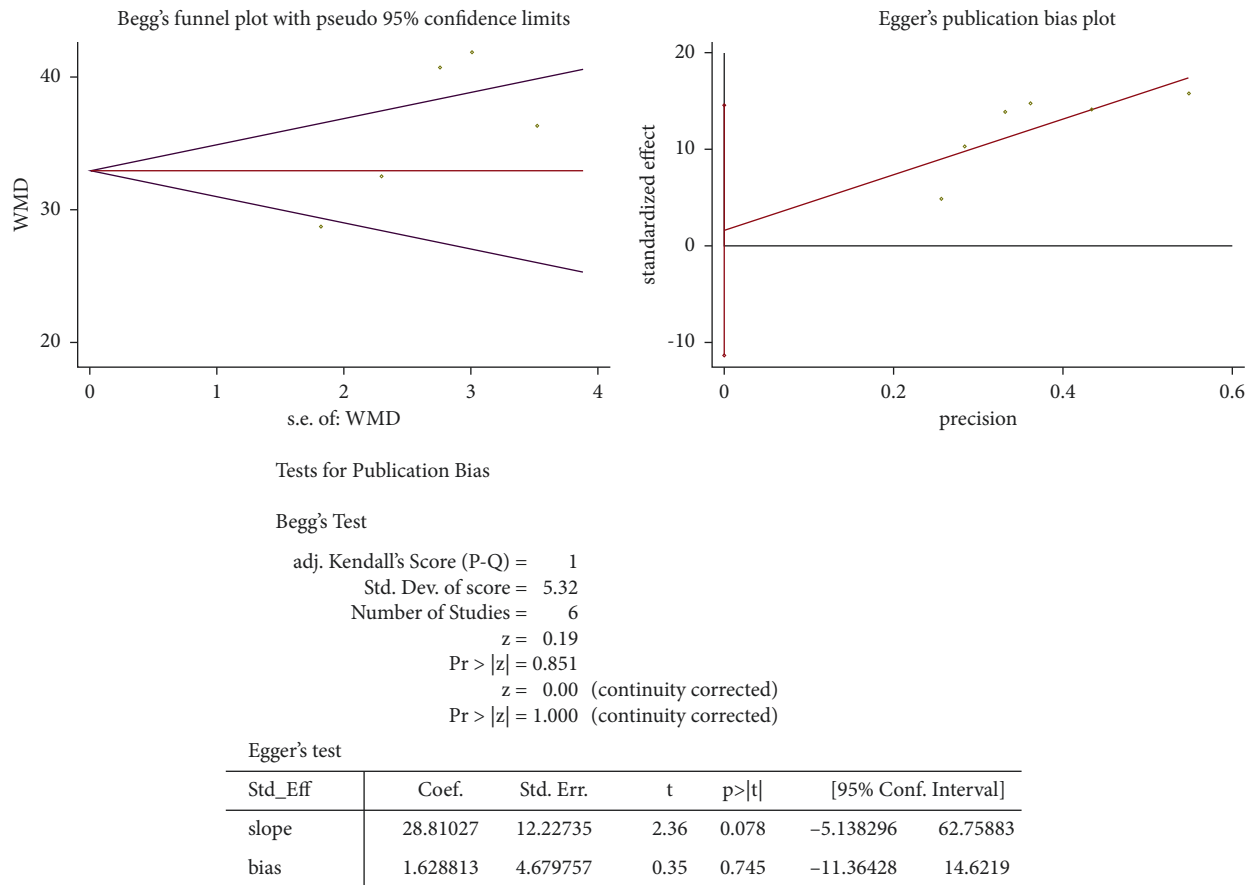 Begg's funnel plot with pseudo 95% confidence limits
40
30
20
WMD
0 1 2 3 4
s.e. of: WMD
Egger's publication bias plot
20
10
0
-10
standardized effect
0 0.2 0.4 0.6
precision
Tests for Publication Bias
Begg's Test
adj. Kendall's Score (P-Q) = 1
Std. Dev. of score = 5.32
Number of Studies = 6
z = 0.19
Pr > |z| = 0.851
z = 0.00 (continuity corrected)
Pr > |z| = 1.000 (continuity corrected)
Egger's test
Std_Eff Coef. Std. Err. t p>|t| [95% Conf. Interval]
slope 28.81027 12.22735 2.36 0.078 –5.138296 62.75883
bias 1.628813 4.679757 0.35 0.745 –11.36428 14.6219